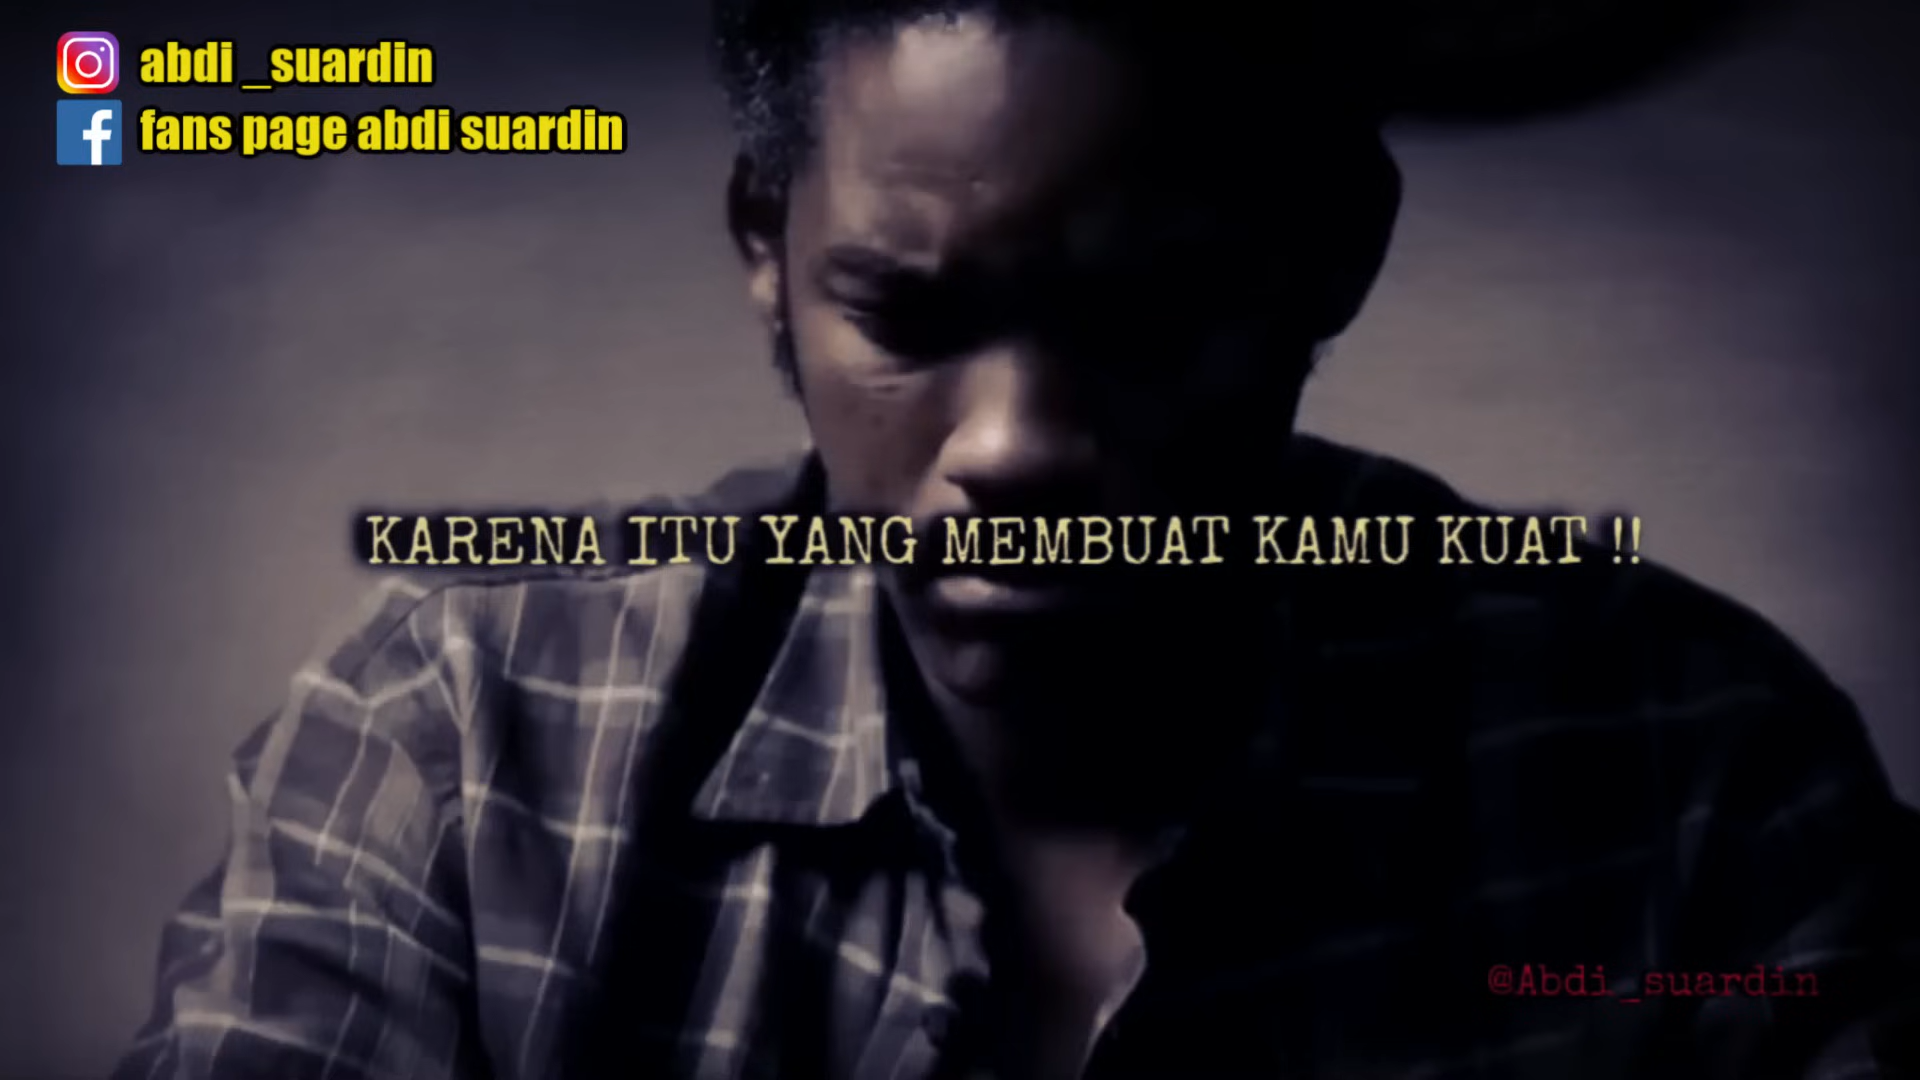 abdi _suardin
fans page abdi suardin
KARENA ITU YANG MEMBUAT KAMU KUAT !!
@Abdi_suardin